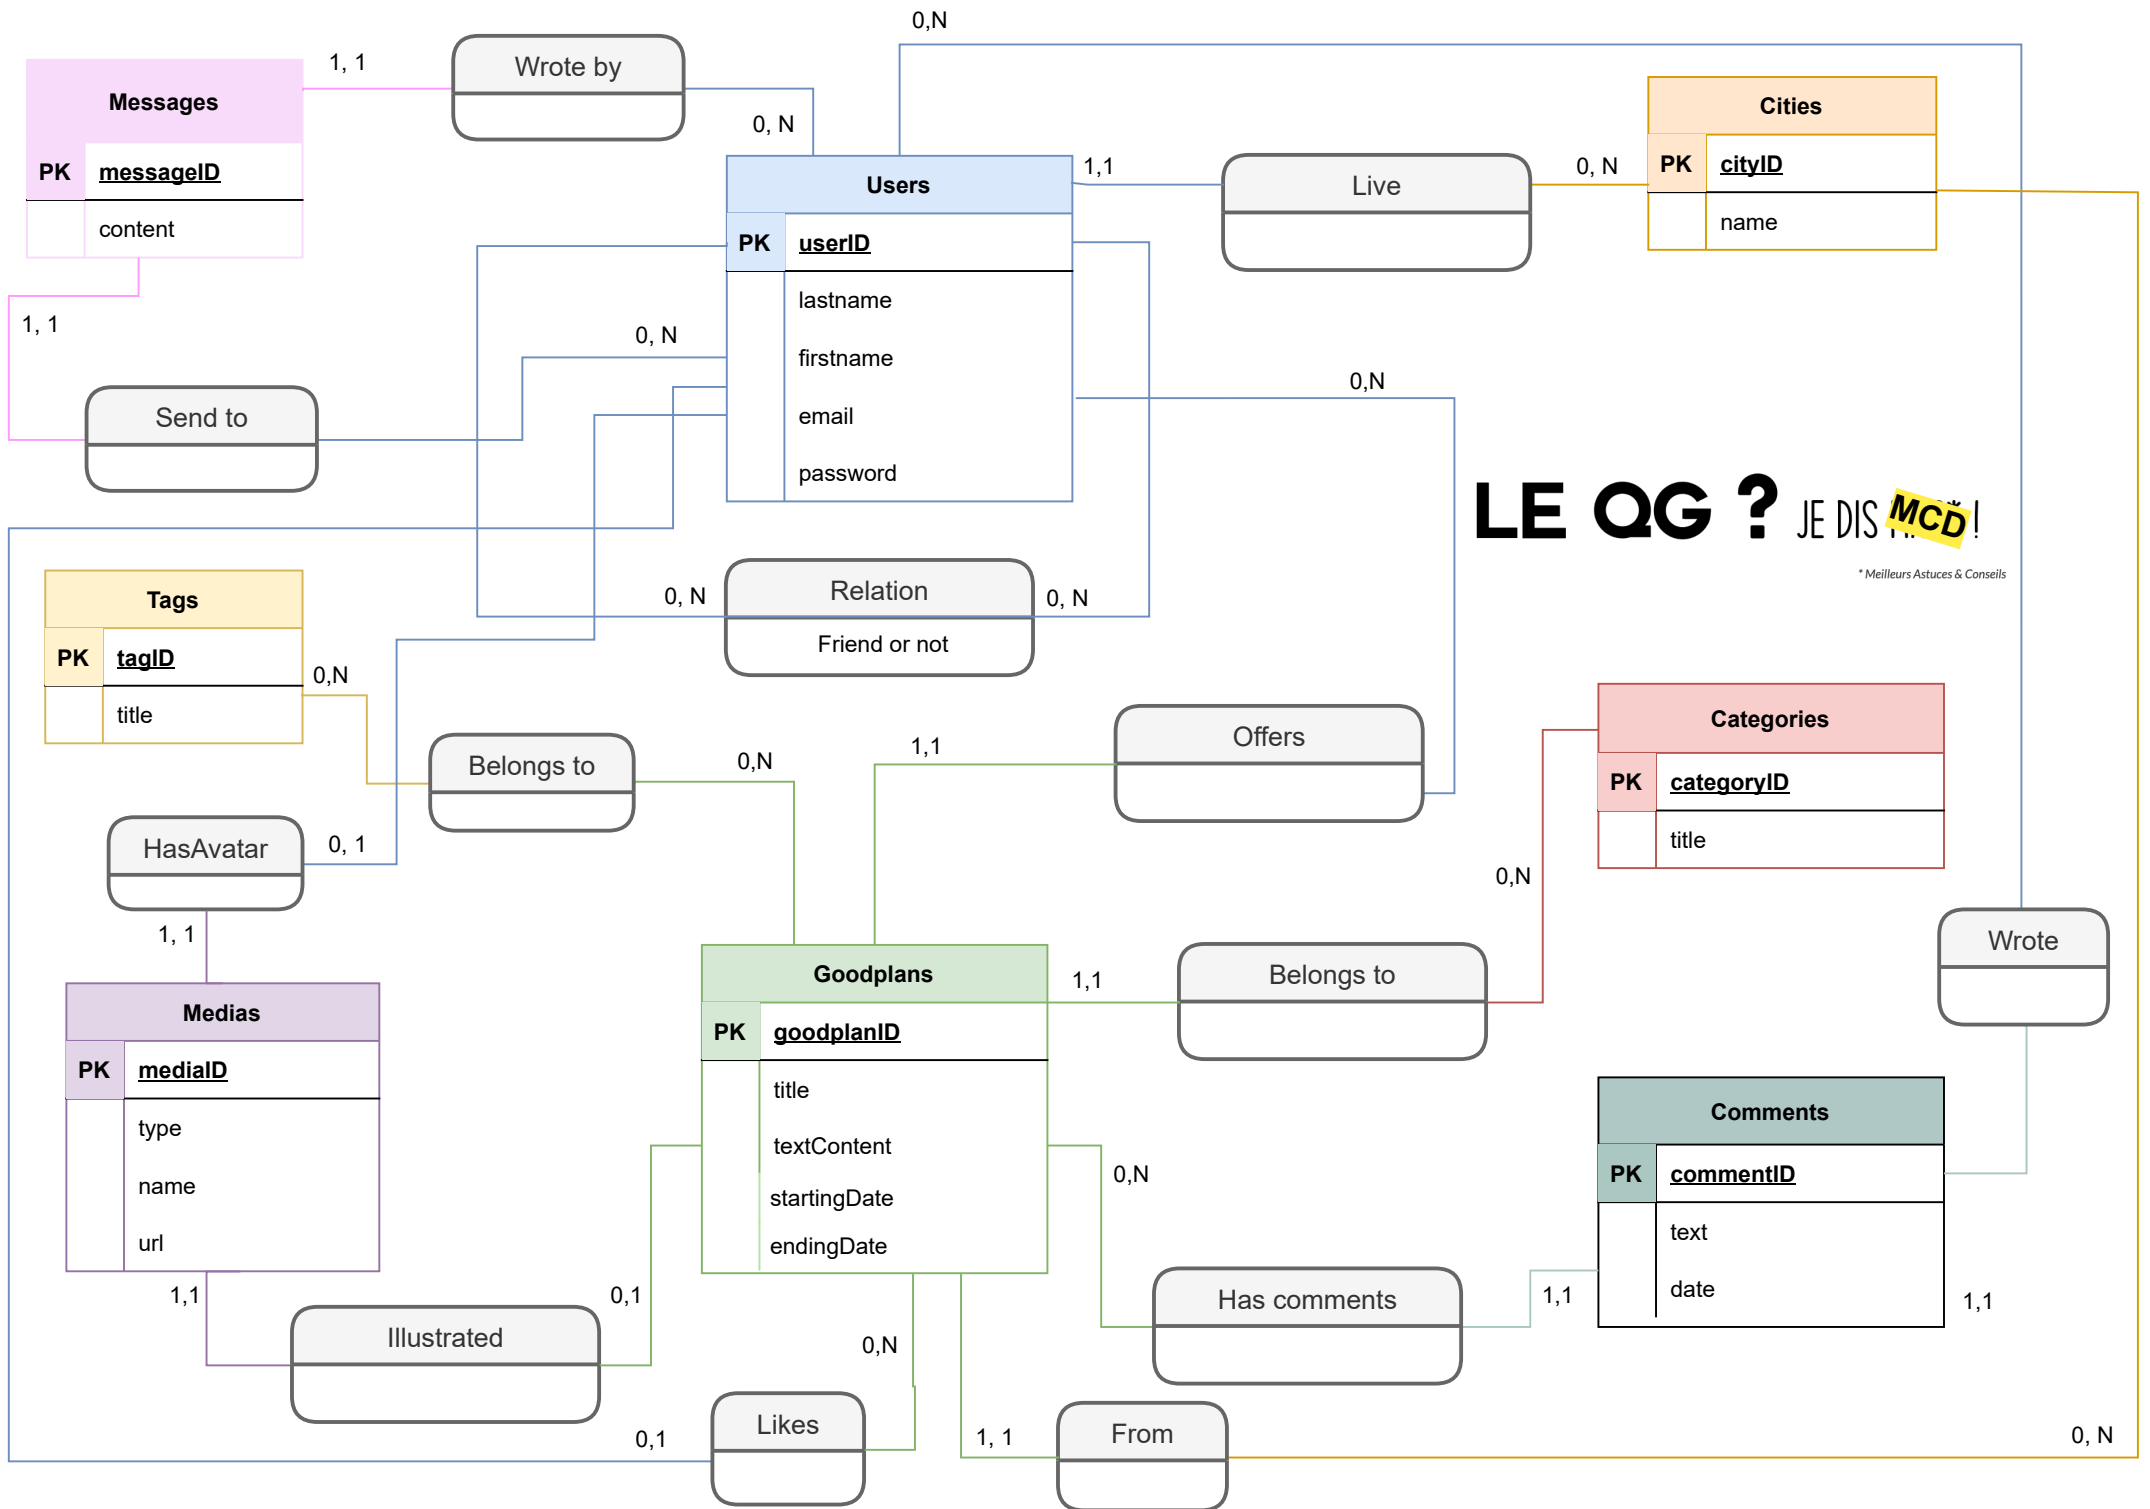 0,N
1, 1
Wrote by
0, N
Messages
PK messageID
content
Users
PK userID
lastname
firstname
email
password
1,1
Live
0, N
Cities
PK cityID
name
1, 1
Send to
0, N
0,N
LE QG ? JE DIS MCD* !
* Meilleurs Astuces & Conseils
0, N
Relation
Friend or not
0, N
Tags
PK tagID
title
0,N
Belongs to
0,N
1,1
Offers
Categories
PK categoryID
title
HasAvatar
0, 1
1, 1
0,N
Wrote
Medias
PK mediaID
type
name
url
Goodplans
PK goodplanID
title
textContent
startingDate
endingDate
1,1
Belongs to
0,N
Comments
PK commentID
text
date
1,1
1,1
Illustrated
0,1
Has comments
1,1
0,N
0,1
Likes
1, 1
From
0, N